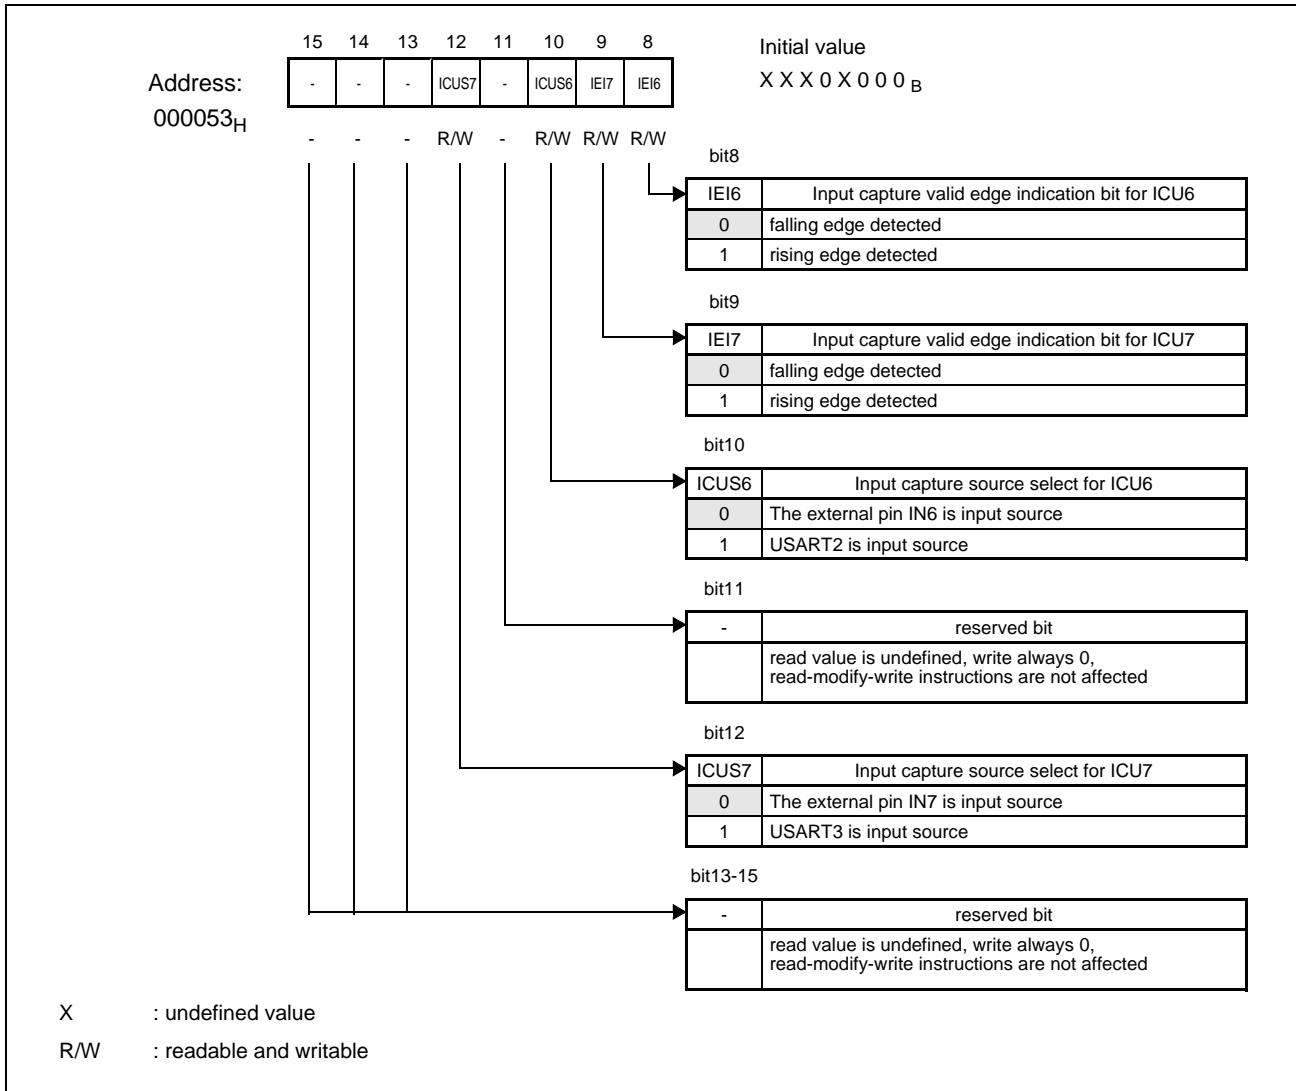 15 14 13 12 11 10 9 8
Initial value
Address:
- - - ICUS7 - ICUS6 IEI7 IEI6
X X X 0 X 0 0 0 B
000053H
- - - R/W - R/W R/W R/W
bit8
IEI6 Input capture valid edge indication bit for ICU6
0 falling edge detected
1 rising edge detected
bit9
IEI7 Input capture valid edge indication bit for ICU7
0 falling edge detected
1 rising edge detected
bit10
ICUS6 Input capture source select for ICU6
0 The external pin IN6 is input source
1 USART2 is input source
bit11
- reserved bit
read value is undefined, write always 0,
read-modify-write instructions are not affected
bit12
ICUS7 Input capture source select for ICU7
0 The external pin IN7 is input source
1 USART3 is input source
bit13-15
- reserved bit
read value is undefined, write always 0,
read-modify-write instructions are not affected
X : undefined value
R/W : readable and writable